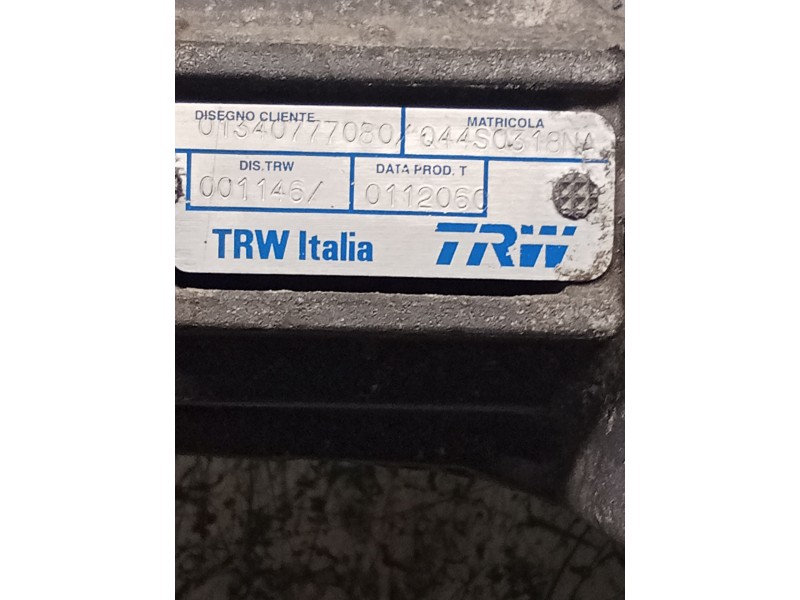 DISEGNO CLIENTE MATRICOLA
01340777080/ Q44S0318NA
DIS.TRW DATA PROD. T
001146/ 0112060
TRW Italia TRW